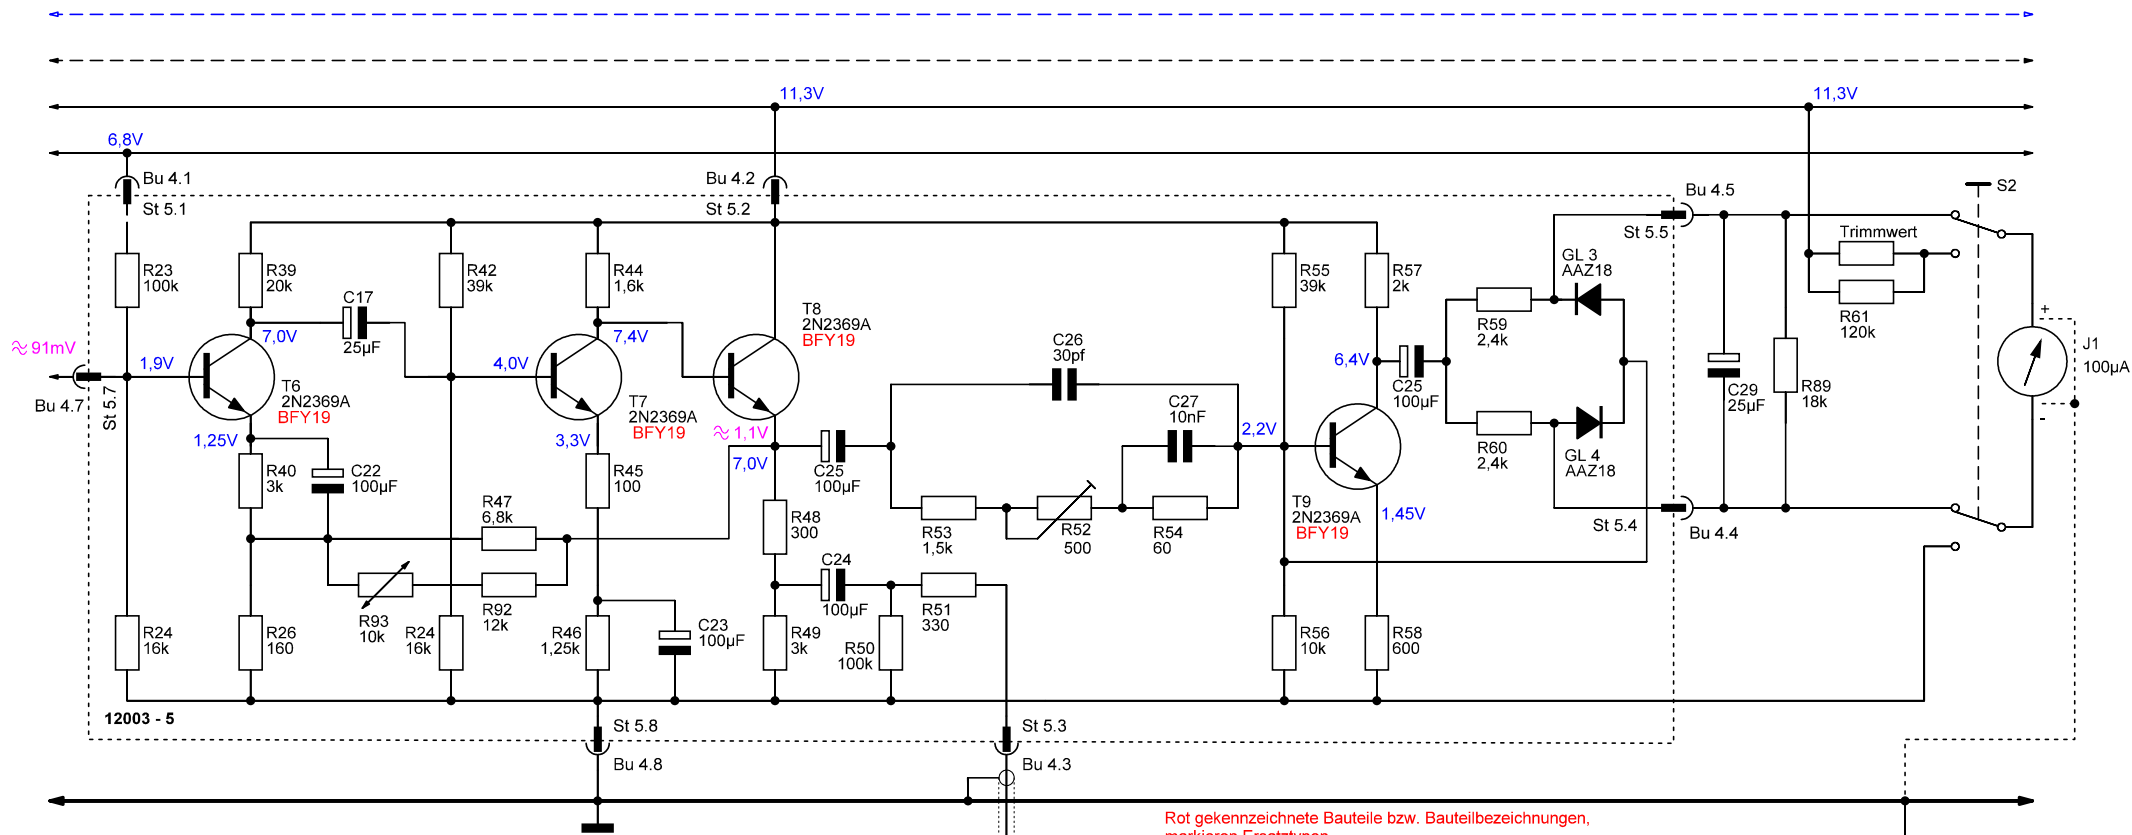 11,3V
11,3V
6,8V
Bu 4.1
Bu 4.2
Bu 4.5
S2
St 5.1
St 5.2
St 5.5
Trimmwert
R23
100k
R39
20k
C17
25µF
R42
39k
R44
1,6k
T8
2N2369A
BFY19
R55
39k
R57
2k
GL 3
AAZ18
R59
2,4k
R61
120k
+
J1
100µA
-
≈ 91mV
1,9V
7,0V
4,0V
7,4V
C26
30pf
6,4V
C25
100µF
C29
25µF
R89
18k
Bu 4.7
St 5.7
T6
2N2369A
BFY19
T7
2N2369A
BFY19
C27
10nF
1,25V
3,3V
≈ 1,1V
7,0V
2,2V
R60
2,4k
GL 4
AAZ18
R40
3k
C22
100µF
R45
100
C25
100µF
R47
6,8k
R48
300
R53
1,5k
R52
500
R54
60
T9
2N2369A
BFY19
1,45V
St 5.4
Bu 4.4
C24
100µF
R51
330
R93
10k
R92
12k
R24
16k
R26
160
R24
16k
R46
1,25k
C23
100µF
R49
3k
R50
100k
R56
10k
R58
600
12003 - 5
St 5.8
St 5.3
Bu 4.8
Bu 4.3
Rot gekennzeichnete Bauteile bzw. Bauteilbezeichnungen,
markieren Ersatztypen